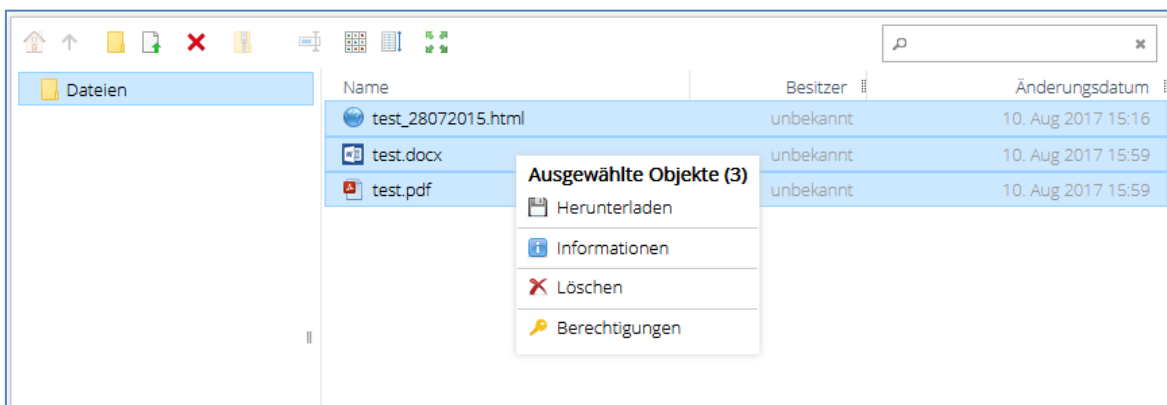 Dateien
Name Besitzer Änderungsdatum
test_28072015.html unbekannt 10. Aug 2017 15:16
test.docx unbekannt 10. Aug 2017 15:59
test.pdf unbekannt 10. Aug 2017 15:59
Ausgewählte Objekte (3)
Herunterladen
Informationen
Löschen
Berechtigungen